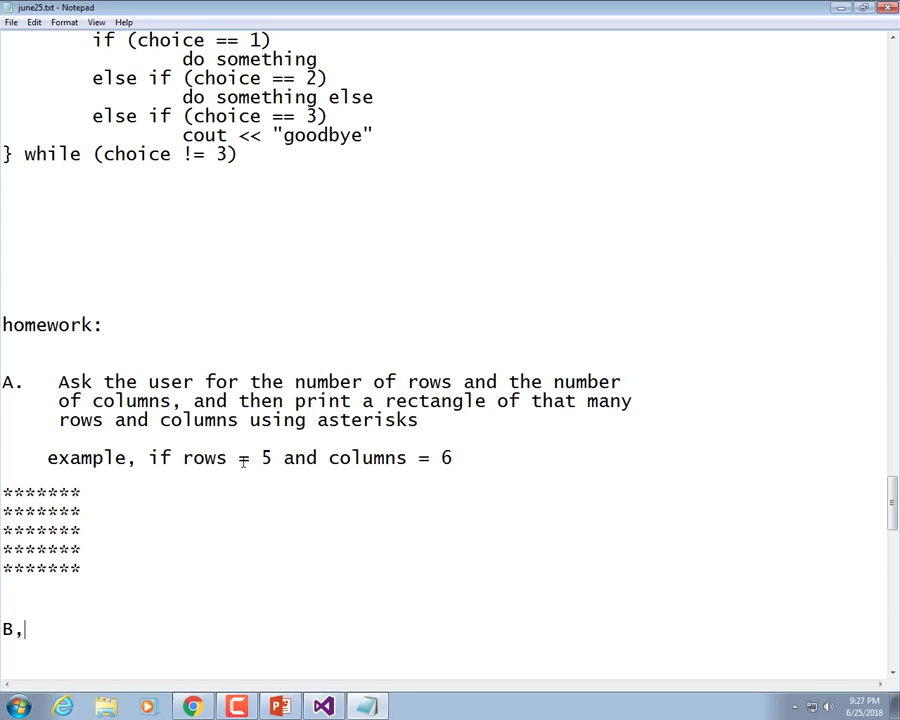 june25.txt - Notepad
File Edit Format View Help
if (choice == 1)
do something
else if (choice == 2)
do something else
else if (choice == 3)
cout << "goodbye"
} while (choice != 3)
homework:
A. Ask the user for the number of rows and the number
of columns, and then print a rectangle of that many
rows and columns using asterisks
example, if rows = 5 and columns = 6
*******
*******
*******
*******
*******
B,
9:27 PM
6/25/2018